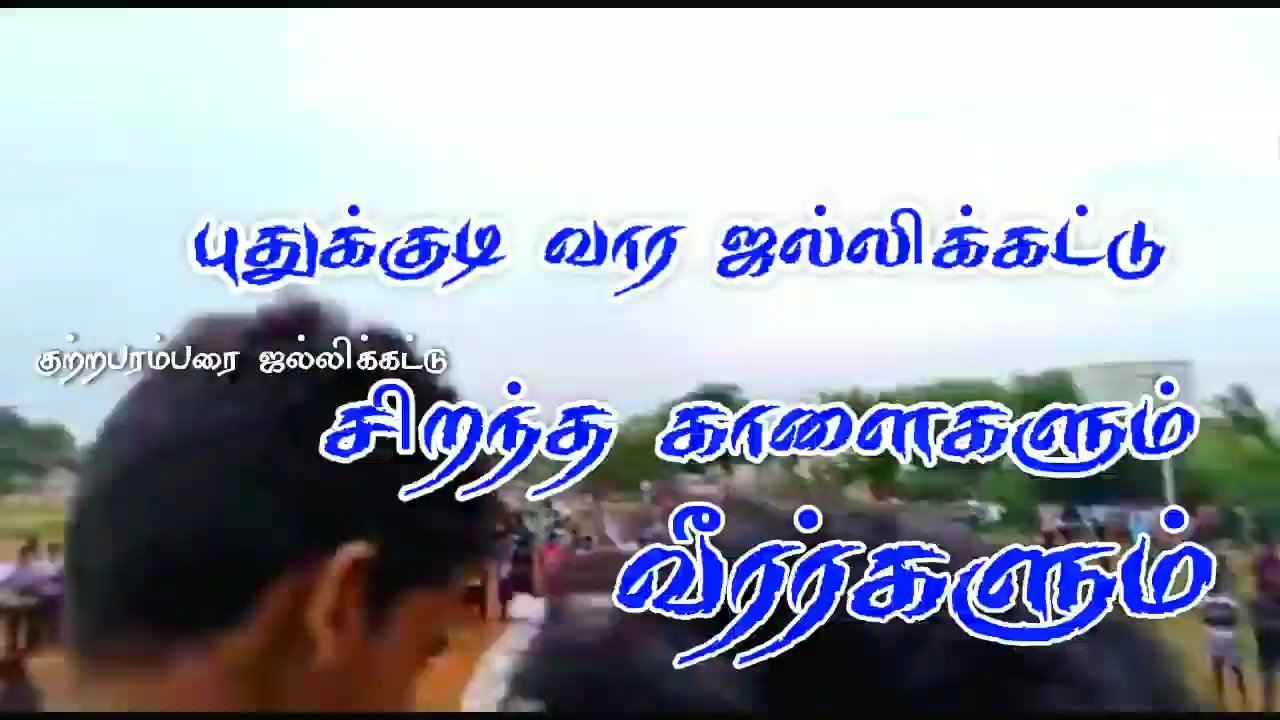 புதுக்குடி வார ஜல்லிக்கட்டு
குற்றபரம்பரை ஜல்லிக்கட்டு
சிறந்த காளைகளும்
வீரர்களும்